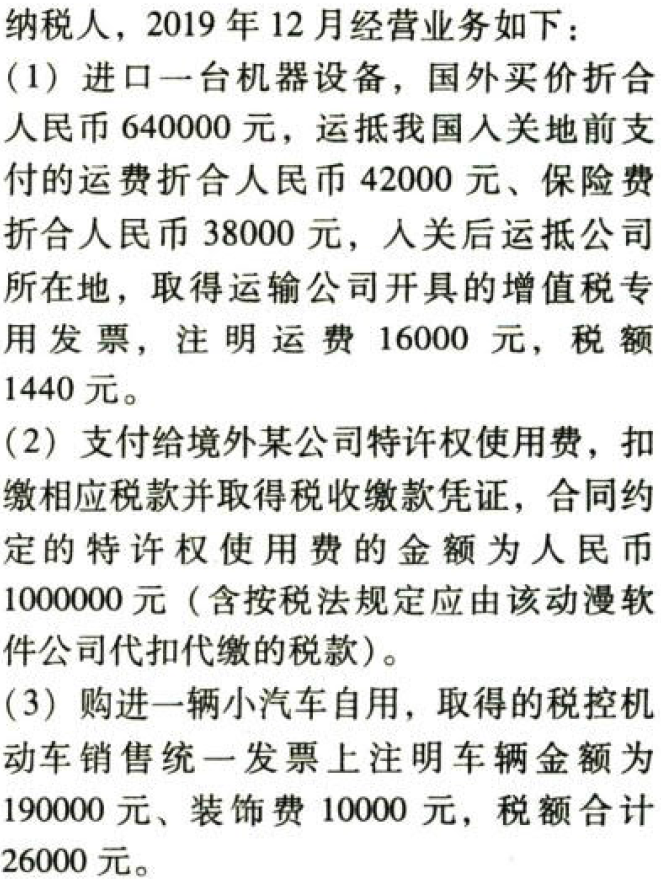 纳税人，2019 年 12 月经营业务如下：
(1) 进口一台机器设备，国外买价折合
人民币 640000 元，运抵我国入关地前支
付的运费折合人民币 42000 元、保险费
折合人民币 38000 元，入关后运抵公司
所在地，取得运输公司开具的增值税专
用发票，注明运费 16000 元，税额
1440 元。
(2) 支付给境外某公司特许权使用费，扣
缴相应税款并取得税收缴款凭证，合同约
定的特许权使用费的金额为人民币
1000000 元（含按税法规定应由该动漫软
件公司代扣代缴的税款）。
(3) 购进一辆小汽车自用，取得的税控机
动车销售统一发票上注明车辆金额为
190000 元、装饰费 10000 元，税额合计
26000 元。